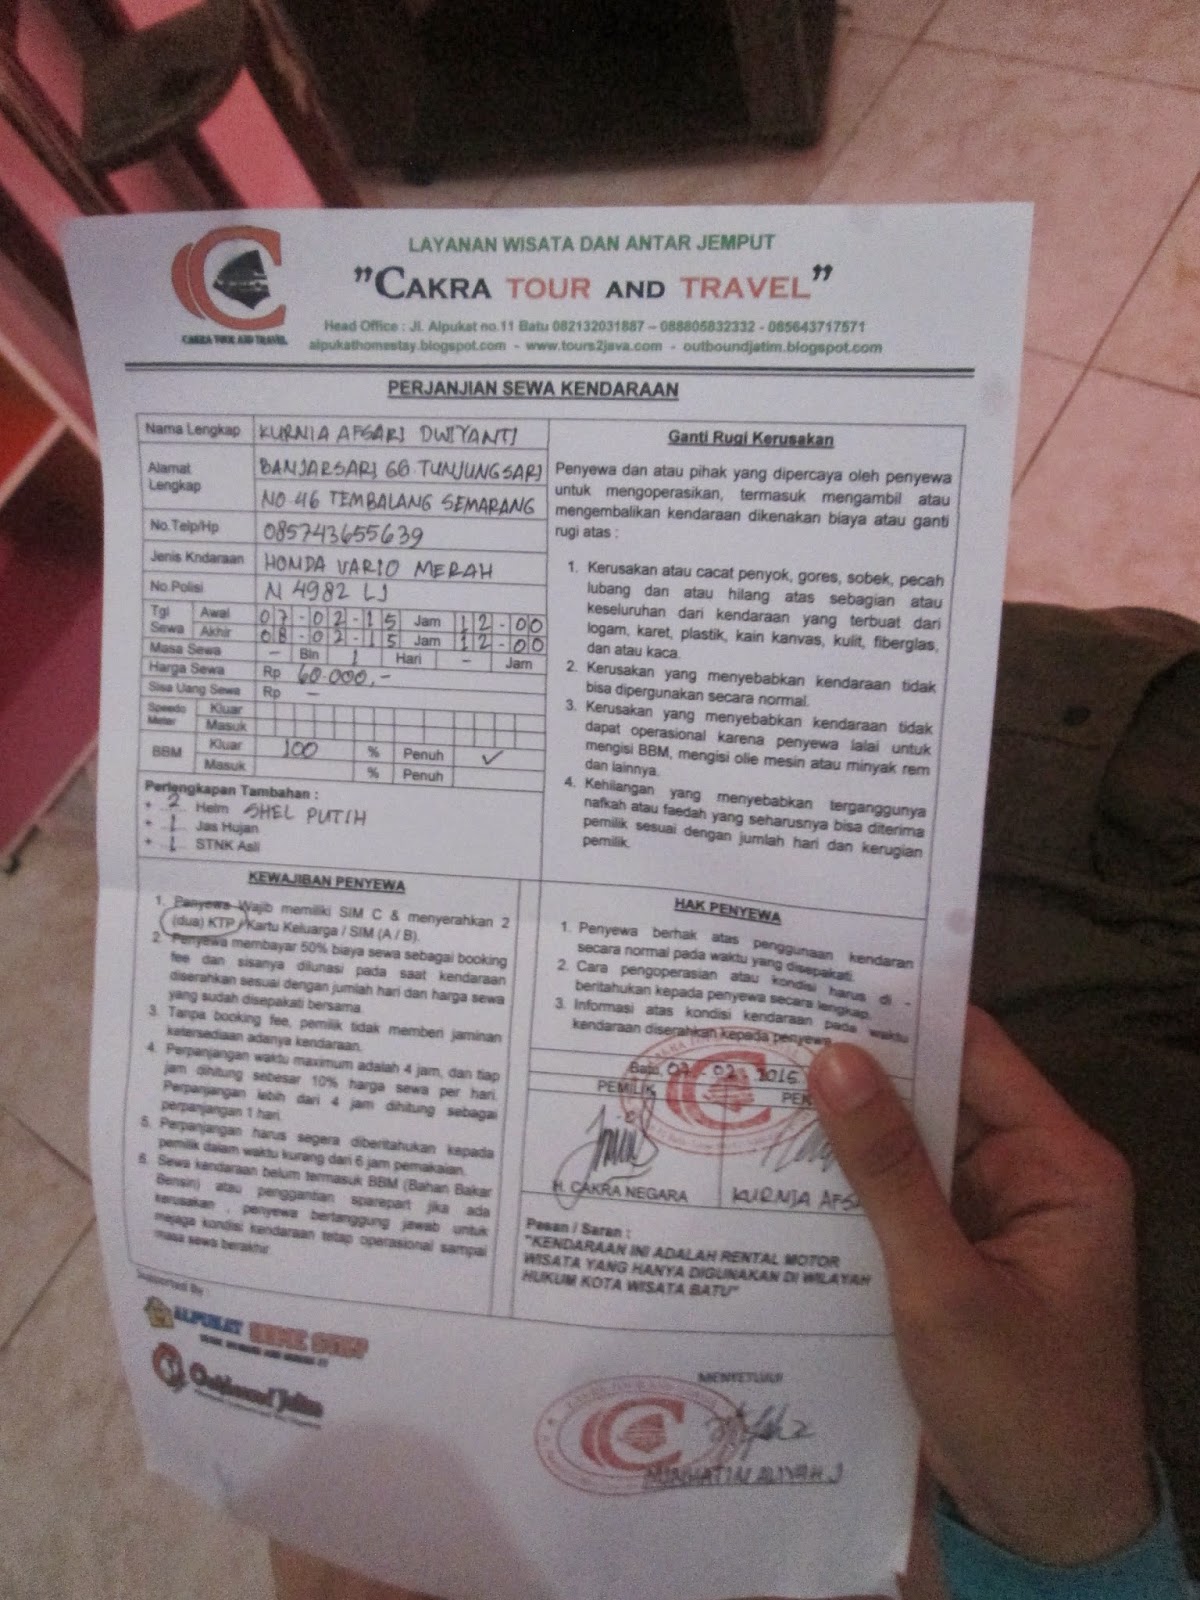 LAYANAN WISATA DAN ANTAR JEMPUT
"CAKRA TOUR AND TRAVEL"
CAKRA TOUR AND TRAVEL
Head Office : Jl. Alpukat no.11 Batu 082132031887 – 088805832332 - 085643717571
alpukathomestay.blogspot.com - www.tours2java.com - outboundjatim.blogspot.com
PERJANJIAN SEWA KENDARAAN
Nama Lengkap KURNIA AFSARI DWIYANTI
Alamat Lengkap BANJARSARI GG TUNJUNGSARI
NO.46 TEMBALANG SEMARANG
No.Telp/Hp 085743655639
Jenis Kndaraan HONDA VARIO MERAH
No.Polisi N 4982 LJ
Tgl Sewa Awal 07-02-15 Jam 12-00
Akhir 08-02-15 Jam 12-00
Masa Sewa - Bln 1 Hari - Jam
Harga Sewa Rp 60.000,-
Sisa Uang Sewa Rp -
Speedo Meter Kluar
Masuk
BBM Kluar 100 % Penuh ✓
Masuk % Penuh
Perlengkapan Tambahan :
+ 2 Helm SHEL PUTIH
+ 1 Jas Hujan
+ 1 STNK Asli
Ganti Rugi Kerusakan
Penyewa dan atau pihak yang dipercaya oleh penyewa
untuk mengoperasikan, termasuk mengambil atau
mengembalikan kendaraan dikenakan biaya atau ganti
rugi atas :
1. Kerusakan atau cacat penyok, gores, sobek, pecah
lubang dan atau hilang atas sebagian atau
keseluruhan dari kendaraan yang terbuat dari
logam, karet, plastik, kain kanvas, kulit, fiberglas,
dan atau kaca.
2. Kerusakan yang menyebabkan kendaraan tidak
bisa dipergunakan secara normal.
3. Kerusakan yang menyebabkan kendaraan tidak
dapat operasional karena penyewa lalai untuk
mengisi BBM, mengisi olie mesin atau minyak rem
dan lainnya.
4. Kehilangan yang menyebabkan terganggunya
nafkah atau faedah yang seharusnya bisa diterima
pemilik sesuai dengan jumlah hari dan kerugian
pemilik.
KEWAJIBAN PENYEWA
1. Penyewa Wajib memiliki SIM C & menyerahkan 2
(dua) KTP / Kartu Keluarga / SIM (A / B).
2. Penyewa membayar 50% biaya sewa sebagai booking
fee dan sisanya dilunasi pada saat kendaraan
diserahkan sesuai dengan jumlah hari dan harga sewa
yang sudah disepakati bersama.
3. Tanpa booking fee, pemilik tidak memberi jaminan
ketersediaan adanya kendaraan.
4. Perpanjangan waktu maximum adalah 4 jam, dan tiap
jam dihitung sebesar 10% harga sewa per hari.
Perpanjangan lebih dari 4 jam dihitung sebagai
perpanjangan 1 hari.
5. Perpanjangan harus segera diberitahukan kepada
pemilik dalam waktu kurang dari 6 jam pemakaian.
6. Sewa kendaraan belum termasuk BBM (Bahan Bakar
Bensin) atau penggantian sparepart jika ada
kerusakan , penyewa bertanggung jawab untuk
mejaga kondisi kendaraan tetap operasional sampai
masa sewa berakhir.
HAK PENYEWA
1. Penyewa berhak atas penggunaan kendaran
secara normal pada waktu yang disepakati.
2. Cara pengoperasian atau kondisi harus di -
beritahukan kepada penyewa secara lengkap.
3. Informasi atas kondisi kendaraan pada waktu
kendaraan diserahkan kepada penyewa
Batu, 07 - 02 - 2015
PEMILIK PEN
H. CAKRA NEGARA KURNIA AFSA
Pesan / Saran :
"KENDARAAN INI ADALAH RENTAL MOTOR
WISATA YANG HANYA DIGUNAKAN DI WILAYAH
HUKUM KOTA WISATA BATU"
Supported By
ALPUKAT HOME STAY
Outbound Jatim
MENYETUJUI